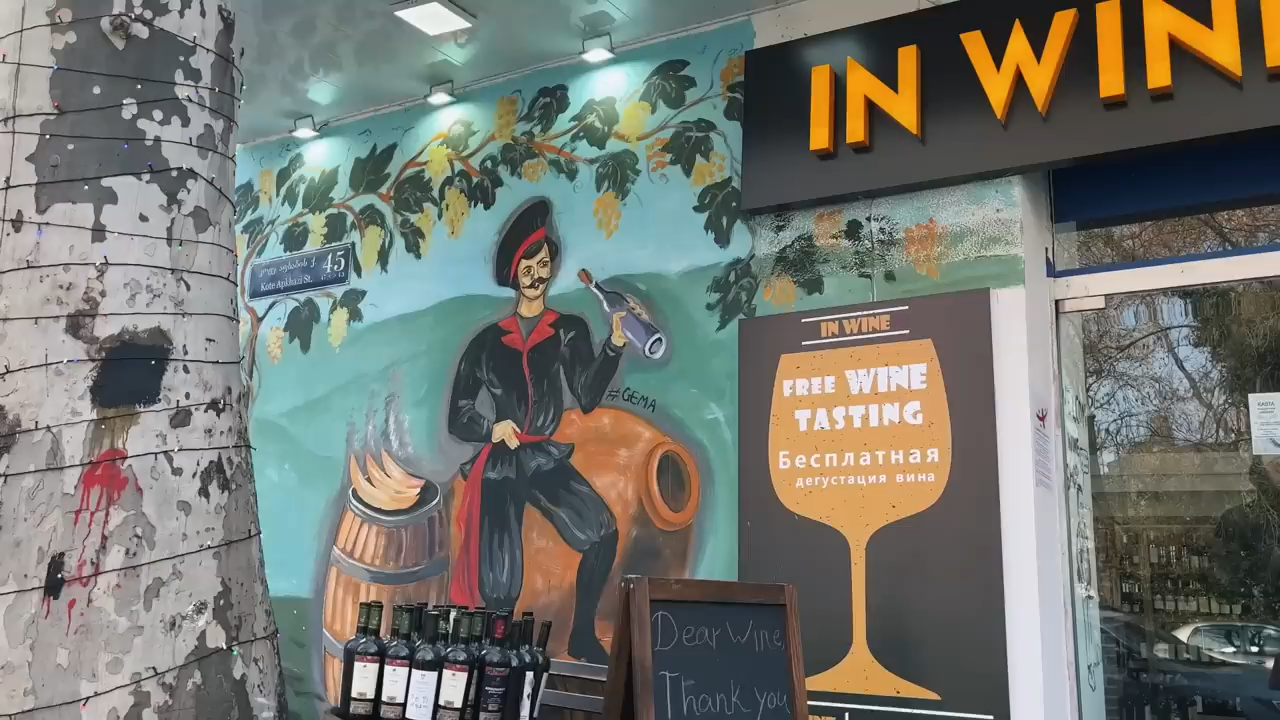 IN WINE
45
Kote Apkhazi St.
#GEMA
IN WINE
FREE WINE
TASTING
Бесплатная
дегустация вина
Dear Wine,
Thank you